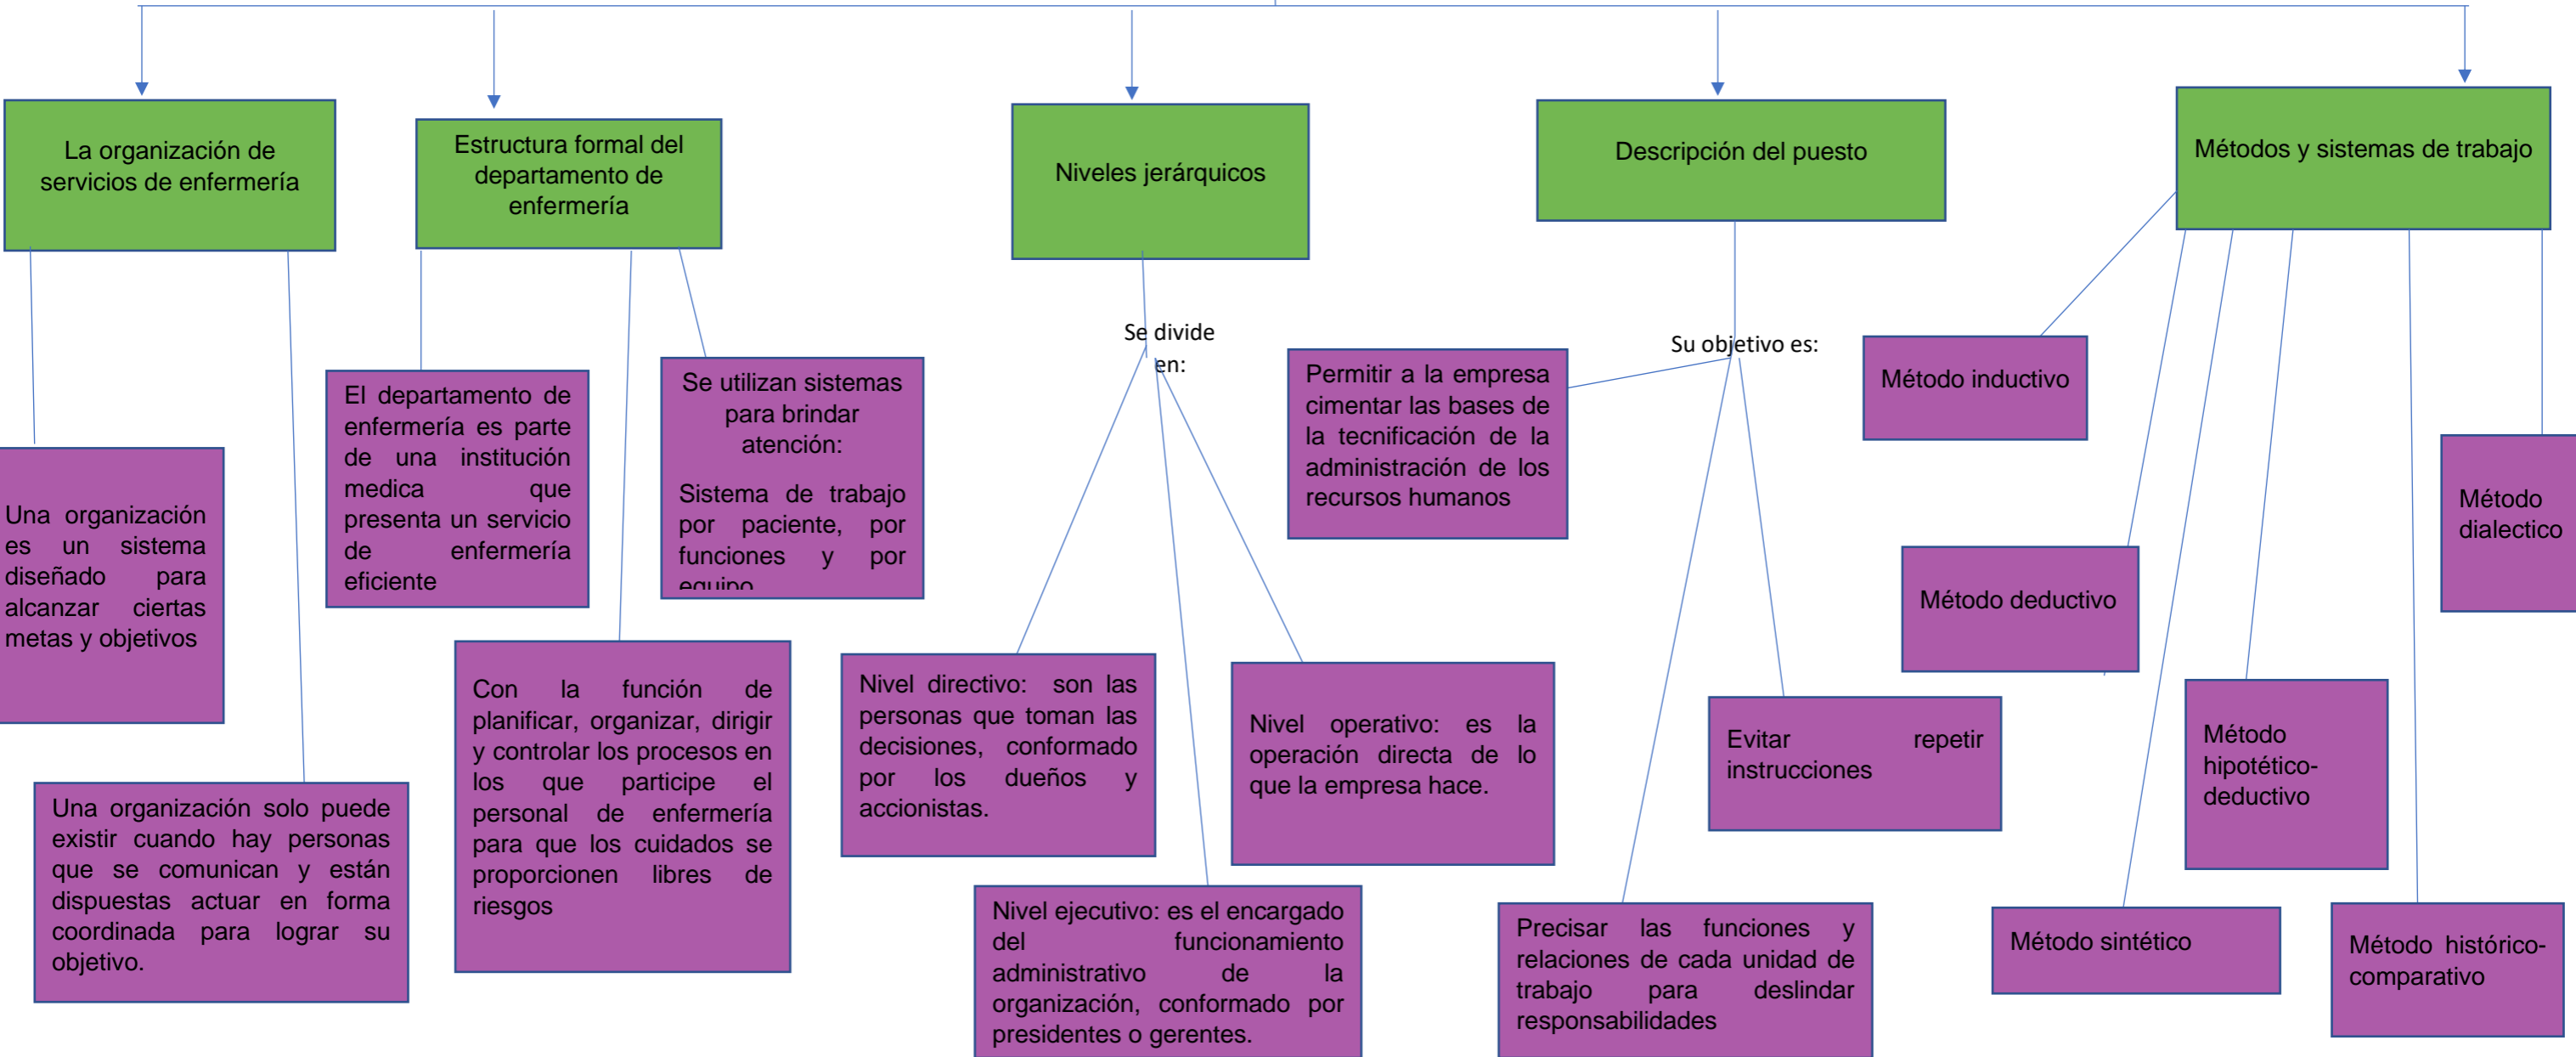 La organización de
servicios de enfermería
Estructura formal del
departamento de
enfermería
Niveles jerárquicos
Descripción del puesto
Métodos y sistemas de trabajo
Una organización
es un sistema
diseñado para
alcanzar ciertas
metas y objetivos
Una organización solo puede
existir cuando hay personas
que se comunican y están
dispuestas actuar en forma
coordinada para lograr su
objetivo.
El departamento de
enfermería es parte
de una institución
medica que
presenta un servicio
de enfermería
eficiente
Con la función de
planificar, organizar, dirigir
y controlar los procesos en
los que participe el
personal de enfermería
para que los cuidados se
proporcionen libres de
riesgos
Se utilizan sistemas
para brindar
atención:
Sistema de trabajo
por paciente, por
funciones y por
equipo
Se divide
en:
Nivel directivo: son las
personas que toman las
decisiones, conformado
por los dueños y
accionistas.
Nivel ejecutivo: es el encargado
del funcionamiento
administrativo de la
organización, conformado por
presidentes o gerentes.
Nivel operativo: es la
operación directa de lo
que la empresa hace.
Su objetivo es:
Permitir a la empresa
cimentar las bases de
la tecnificación de la
administración de los
recursos humanos
Precisar las funciones y
relaciones de cada unidad de
trabajo para deslindar
responsabilidades
Evitar repetir
instrucciones
Método inductivo
Método deductivo
Método sintético
Método
hipotético-
deductivo
Método histórico-
comparativo
Método
dialectico